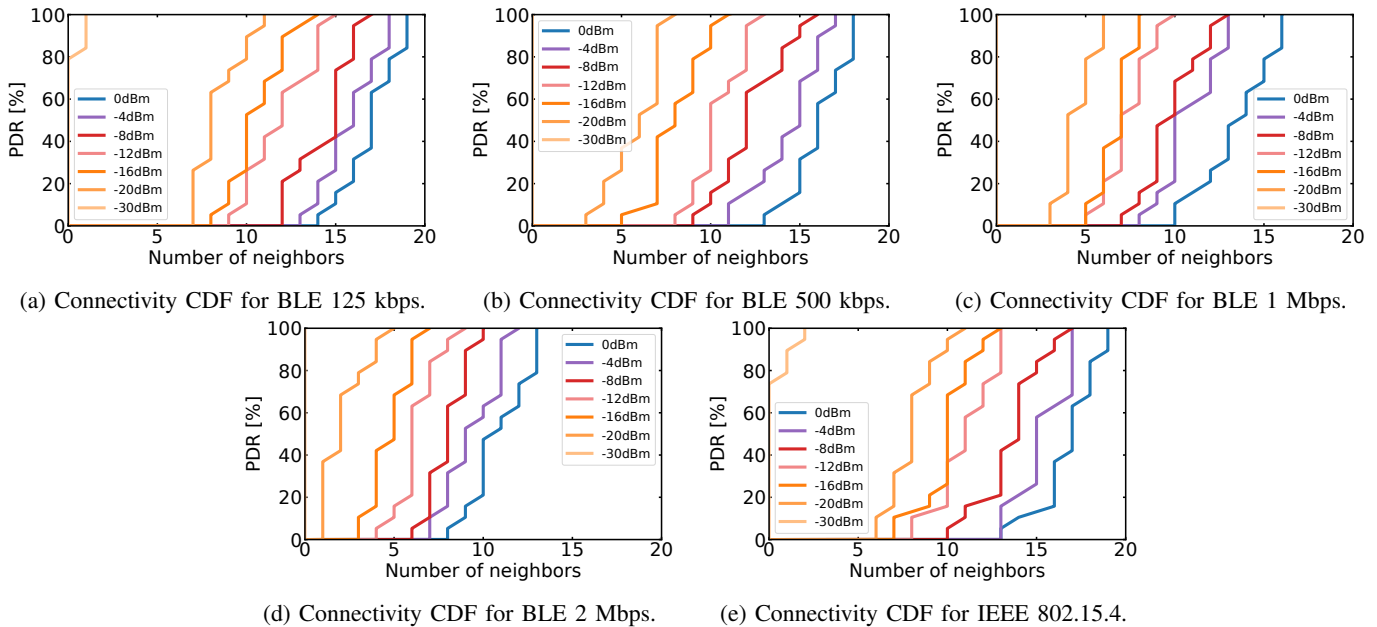 100
80
60
40
20
0
PDR [%]
0dBm
-4dBm
-8dBm
-12dBm
-16dBm
-20dBm
-30dBm
0 5 10 15 20
Number of neighbors
(a) Connectivity CDF for BLE 125 kbps.
100
80
60
40
20
0
PDR [%]
0dBm
-4dBm
-8dBm
-12dBm
-16dBm
-20dBm
-30dBm
0 5 10 15 20
Number of neighbors
(b) Connectivity CDF for BLE 500 kbps.
100
80
60
40
20
0
PDR [%]
0dBm
-4dBm
-8dBm
-12dBm
-16dBm
-20dBm
-30dBm
0 5 10 15 20
Number of neighbors
(c) Connectivity CDF for BLE 1 Mbps.
100
80
60
40
20
0
PDR [%]
0dBm
-4dBm
-8dBm
-12dBm
-16dBm
-20dBm
-30dBm
0 5 10 15 20
Number of neighbors
(d) Connectivity CDF for BLE 2 Mbps.
100
80
60
40
20
0
PDR [%]
0dBm
-4dBm
-8dBm
-12dBm
-16dBm
-20dBm
-30dBm
0 5 10 15 20
Number of neighbors
(e) Connectivity CDF for IEEE 802.15.4.